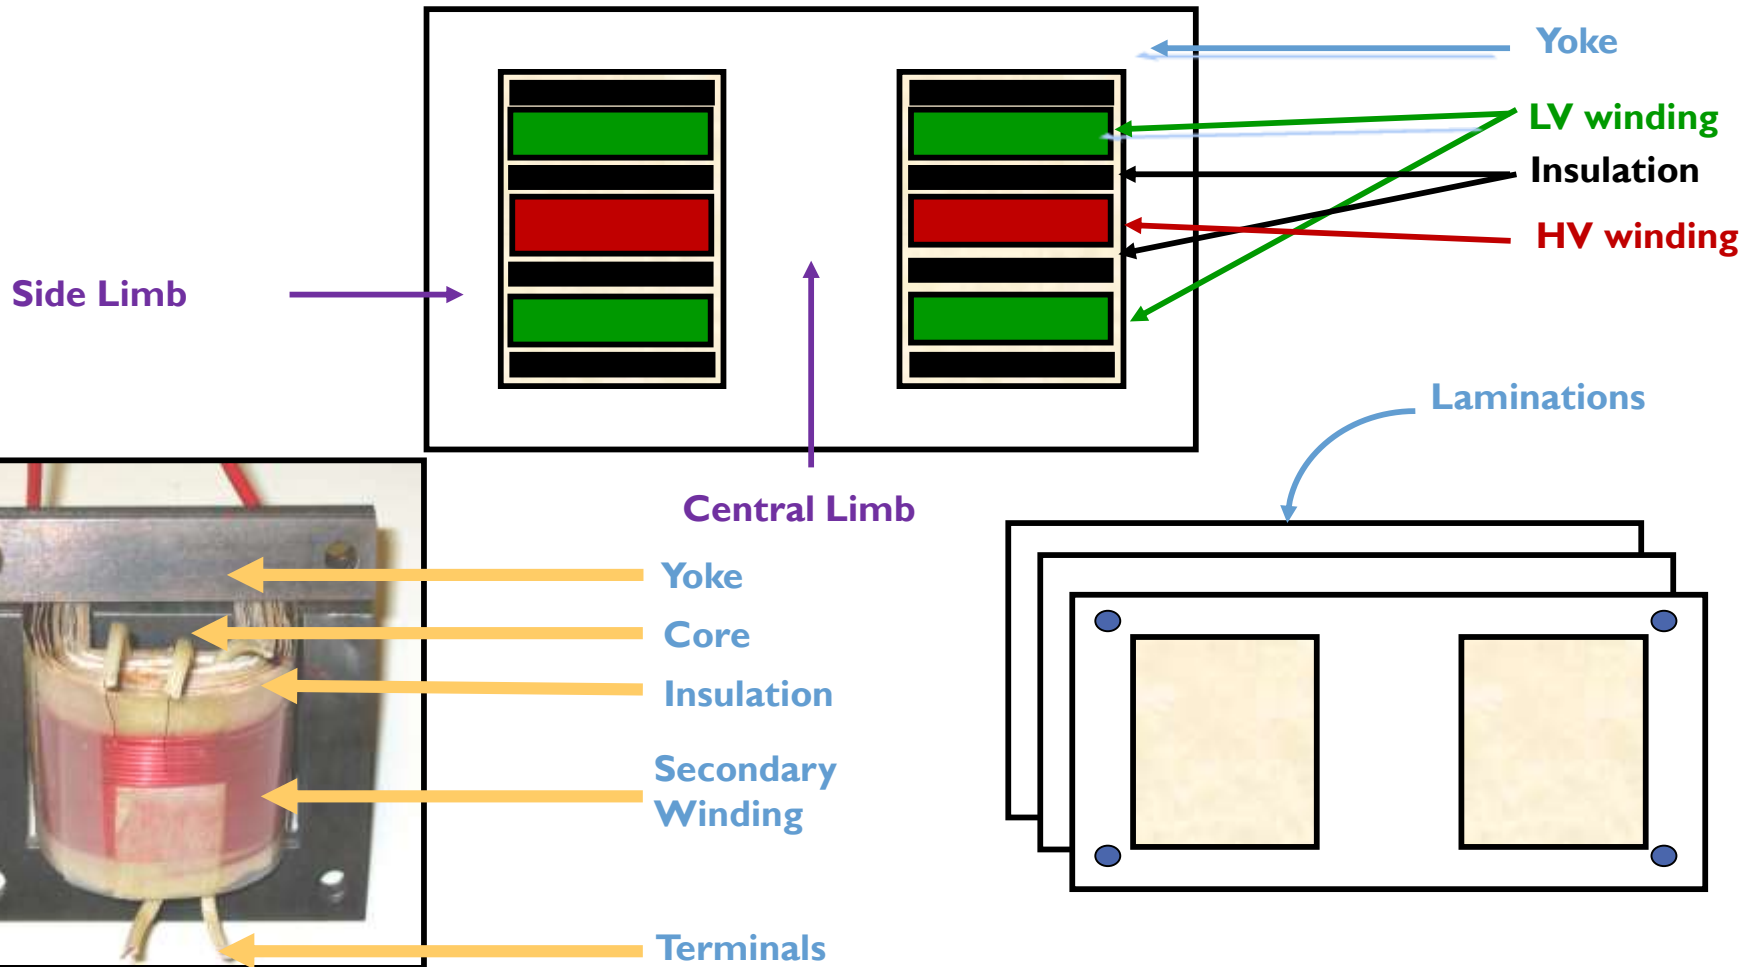 Yoke
LV winding
Insulation
HV winding
Side Limb
Laminations
Central Limb
Yoke
Core
Insulation
Secondary
Winding
Terminals